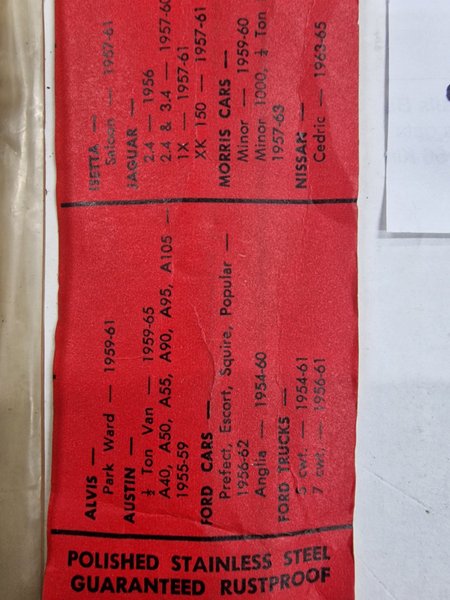 ALVIS —
Park Ward — 1959-61
AUSTIN —
½ Ton Van — 1959-65
A40, A50, A55, A90, A95, A105 —
1955-59
FORD CARS —
Prefect, Escort, Squire, Popular —
1956-62
Anglia — 1954-60
FORD TRUCKS —
5 cwt. — 1954-61
7 cwt. — 1956-61
ISETTA —
Saloon — 1957-61
JAGUAR —
2.4 — 1956
2.4 & 3.4 — 1957-60
1X — 1957-61
XK 150 — 1957-61
MORRIS CARS —
Minor — 1959-60
Minor 1000, ½ Ton
1957-63
NISSAN —
Cedric — 1963-65
POLISHED STAINLESS STEEL
GUARANTEED RUSTPROOF